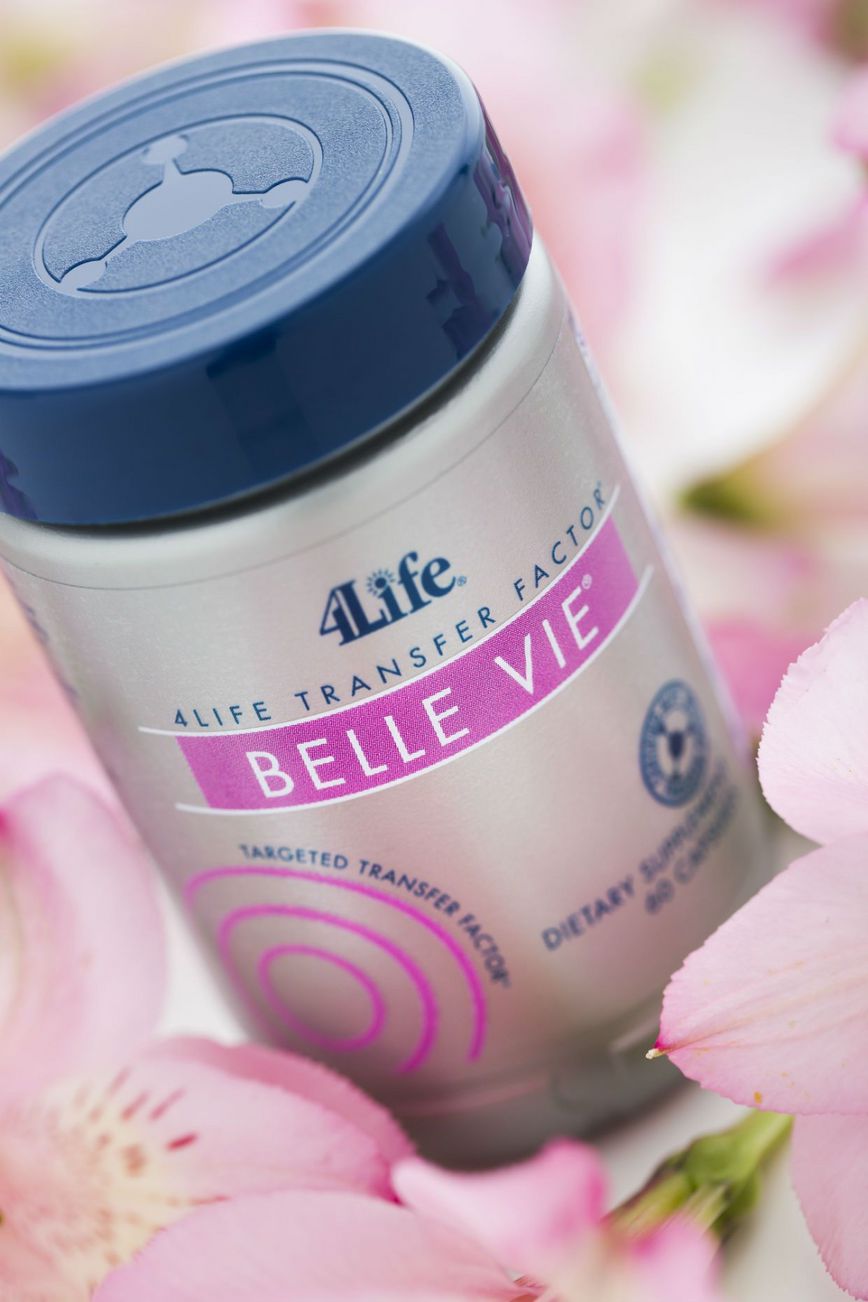 4Life®
4LIFE TRANSFER FACTOR®
BELLE VIE®
TARGETED TRANSFER FACTOR®
DIETARY SUPPLEMENT
60 CAPSULES